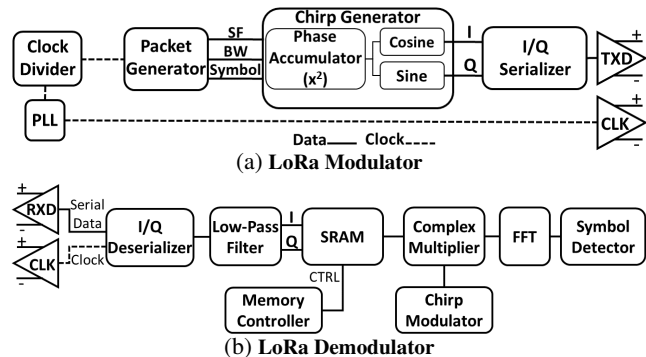 Chirp Generator
Clock
Divider
Packet
Generator
SF
BW
Symbol
Phase
Accumulator
(x²)
Cosine
Sine
I
Q
I/Q
Serializer
+
TXD
-
PLL
+
CLK
-
Data
Clock
(a) LoRa Modulator
+
RXD
-
Serial
Data
+
CLK
-
Clock
I/Q
Deserializer
Low-Pass
Filter
I
Q
SRAM
Complex
Multiplier
FFT
Symbol
Detector
CTRL
Memory
Controller
Chirp
Modulator
(b) LoRa Demodulator